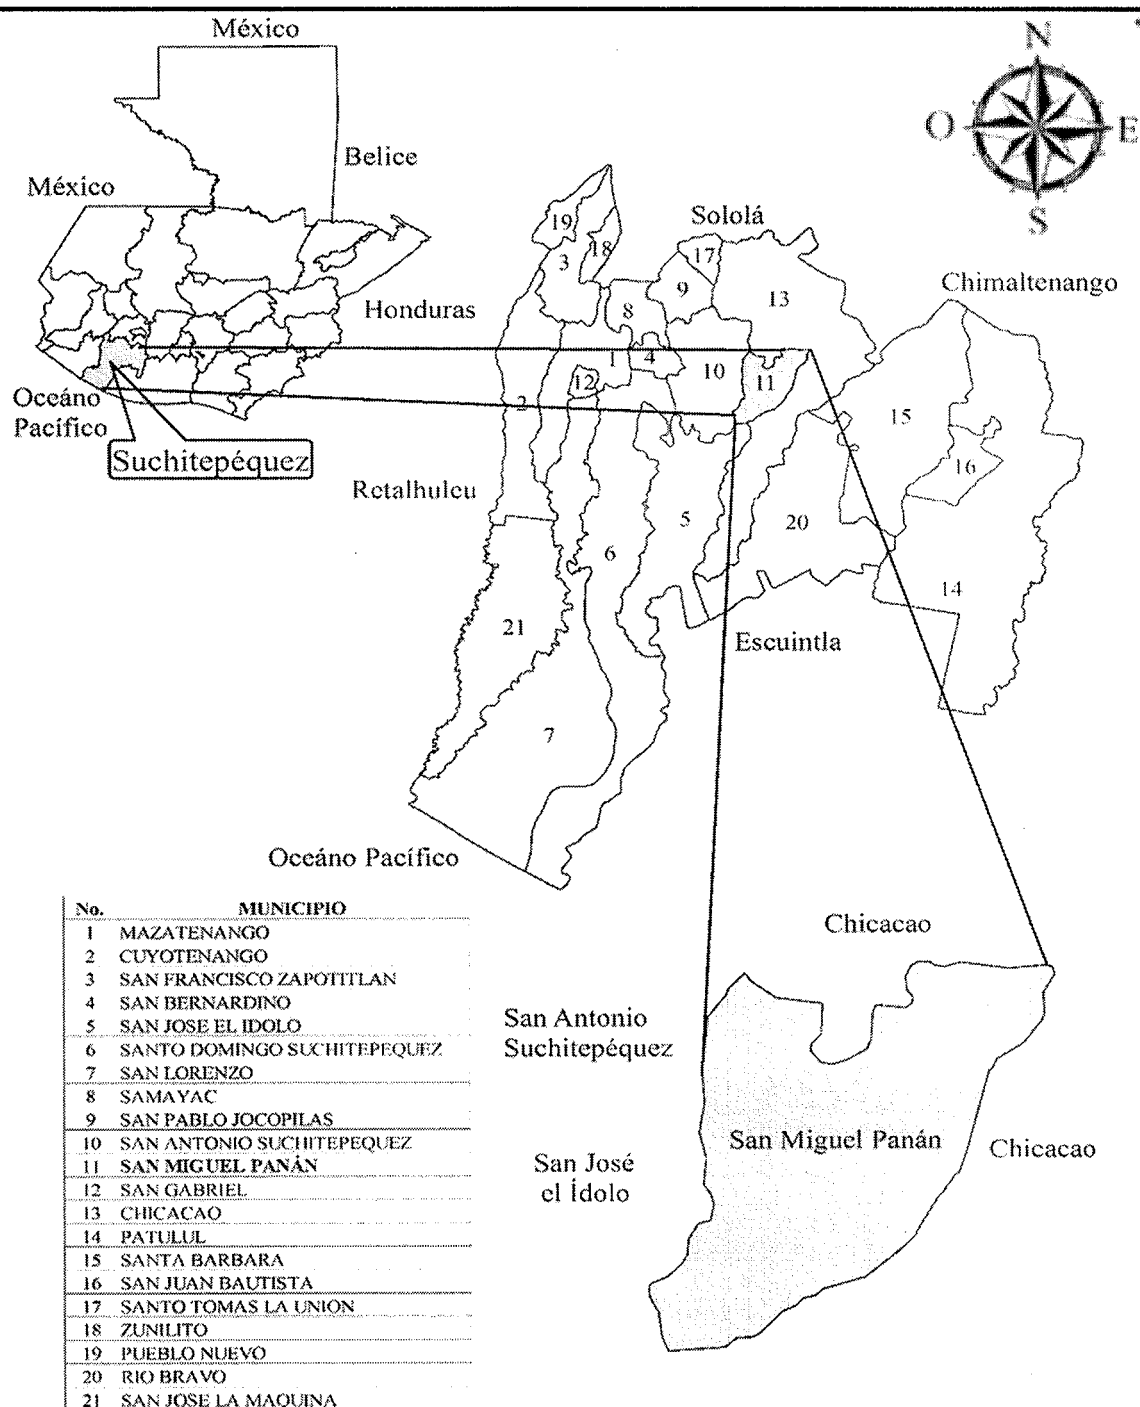 México
N
O
E
S
Belice
México
Sololá
19
18
3
17
9
13
Chimaltenango
8
Honduras
1
4
10
11
12
2
15
16
Oceáno
Pacífico
Suchitepéquez
Retalhuleu
5
20
6
14
21
Escuintla
7
Oceáno Pacífico
No. MUNICIPIO
1 MAZATENANGO
2 CUYOTENANGO
3 SAN FRANCISCO ZAPOTITLAN
4 SAN BERNARDINO
5 SAN JOSE EL IDOLO
6 SANTO DOMINGO SUCHITEPEQUEZ
7 SAN LORENZO
8 SAMAYAC
9 SAN PABLO JOCOPILAS
10 SAN ANTONIO SUCHITEPEQUEZ
11 SAN MIGUEL PANÁN
12 SAN GABRIEL
13 CHICACAO
14 PATULUL
15 SANTA BARBARA
16 SAN JUAN BAUTISTA
17 SANTO TOMAS LA UNION
18 ZUNILITO
19 PUEBLO NUEVO
20 RIO BRAVO
21 SAN JOSE LA MAQUINA
Chicacao
San Antonio
Suchitepéquez
San Miguel Panán
Chicacao
San José
el Ídolo